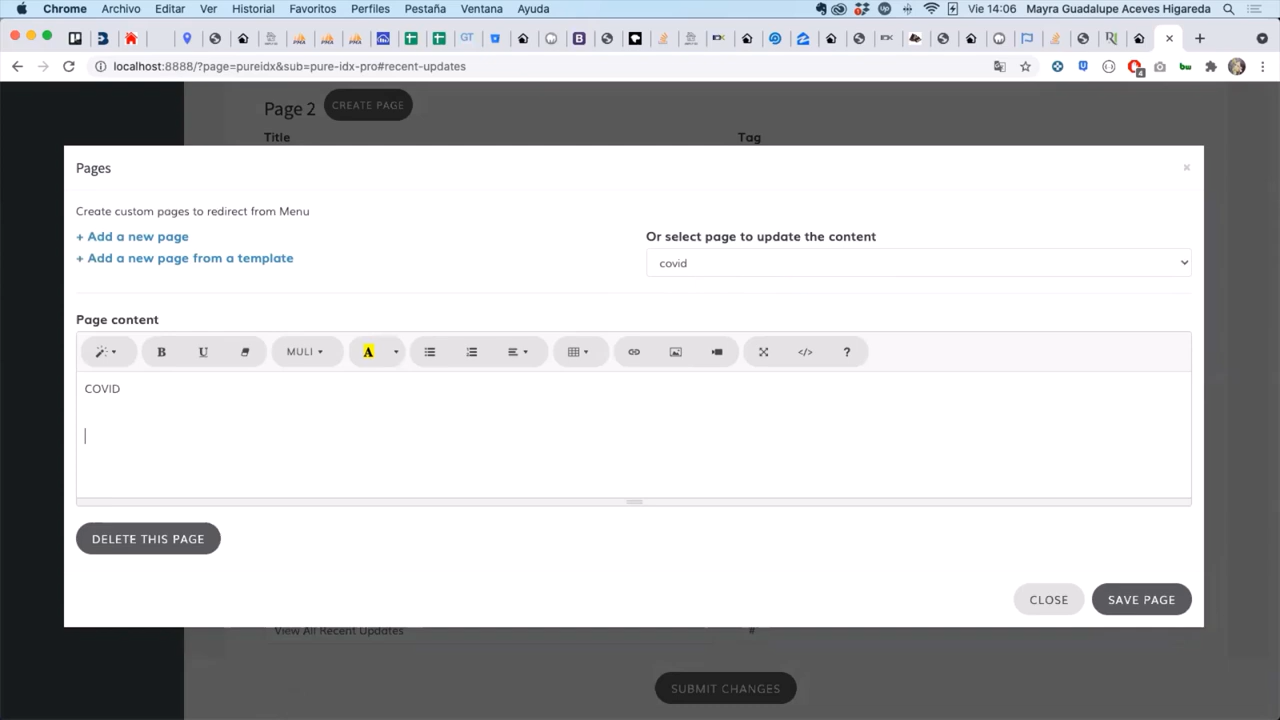 Chrome Archivo Editar Ver Historial Favoritos Perfiles Pestaña Ventana Ayuda Vie 14:06 Mayra Guadalupe Aceves Higareda
localhost:8888/?page=pureidx&sub=pure-idx-pro#recent-updates
Page 2 CREATE PAGE
Title Tag
Pages ×
Create custom pages to redirect from Menu
+ Add a new page
+ Add a new page from a template
Or select page to update the content
covid
Page content
B U MULI A </> ?
COVID
DELETE THIS PAGE
CLOSE SAVE PAGE
View All Recent Updates #
SUBMIT CHANGES